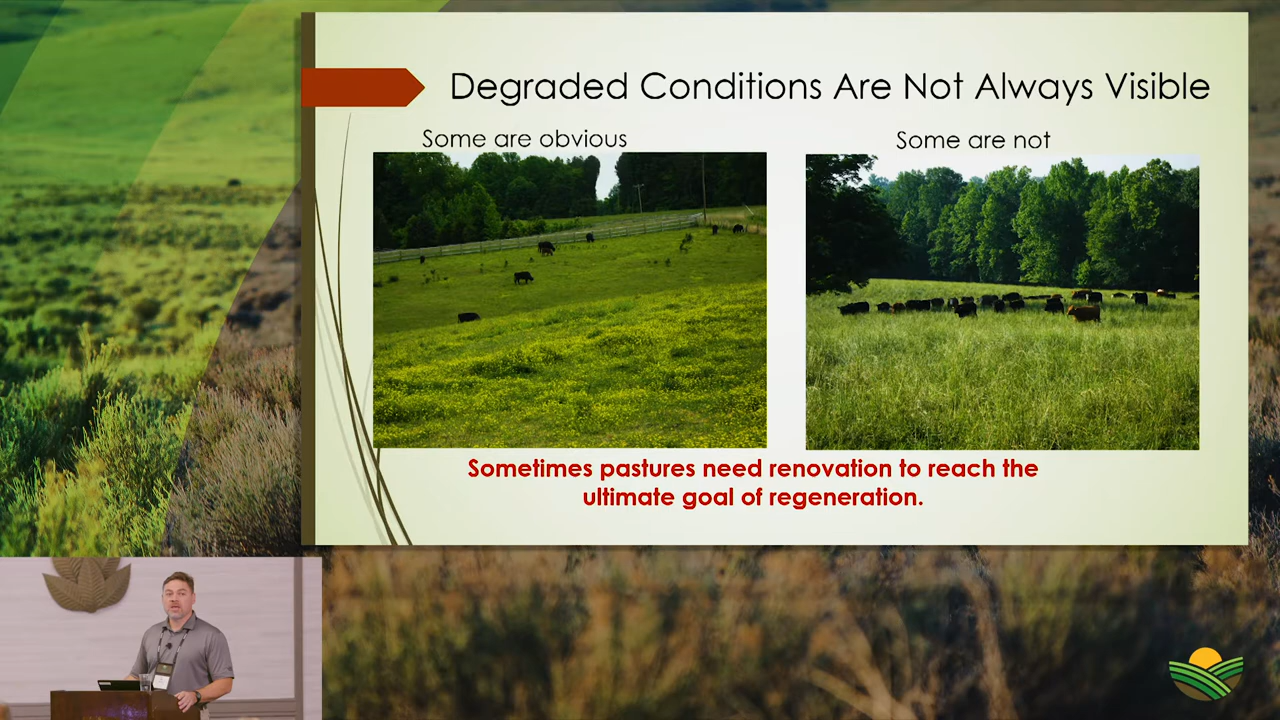 Degraded Conditions Are Not Always Visible
Some are obvious
Some are not
Sometimes pastures need renovation to reach the
ultimate goal of regeneration.